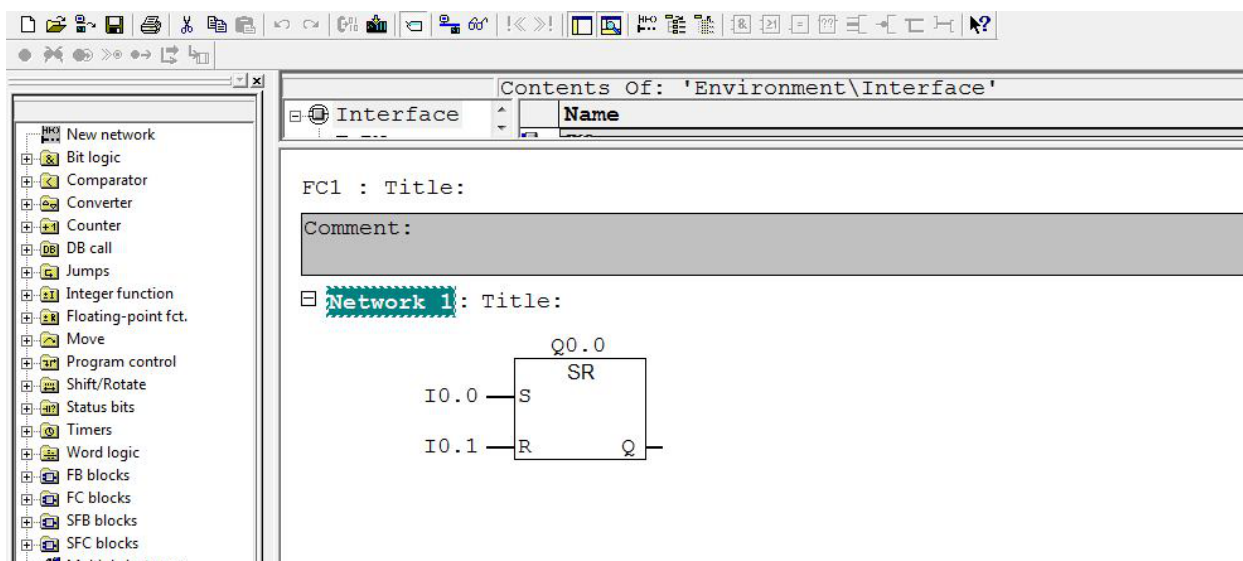 Contents Of: 'Environment\Interface'
Interface
Name
New network
Bit logic
Comparator
Converter
Counter
DB call
Jumps
Integer function
Floating-point fct.
Move
Program control
Shift/Rotate
Status bits
Timers
Word logic
FB blocks
FC blocks
SFB blocks
SFC blocks
FC1 : Title:
Comment:
Network 1: Title:
Q0.0
SR
I0.0 S
I0.1 R Q